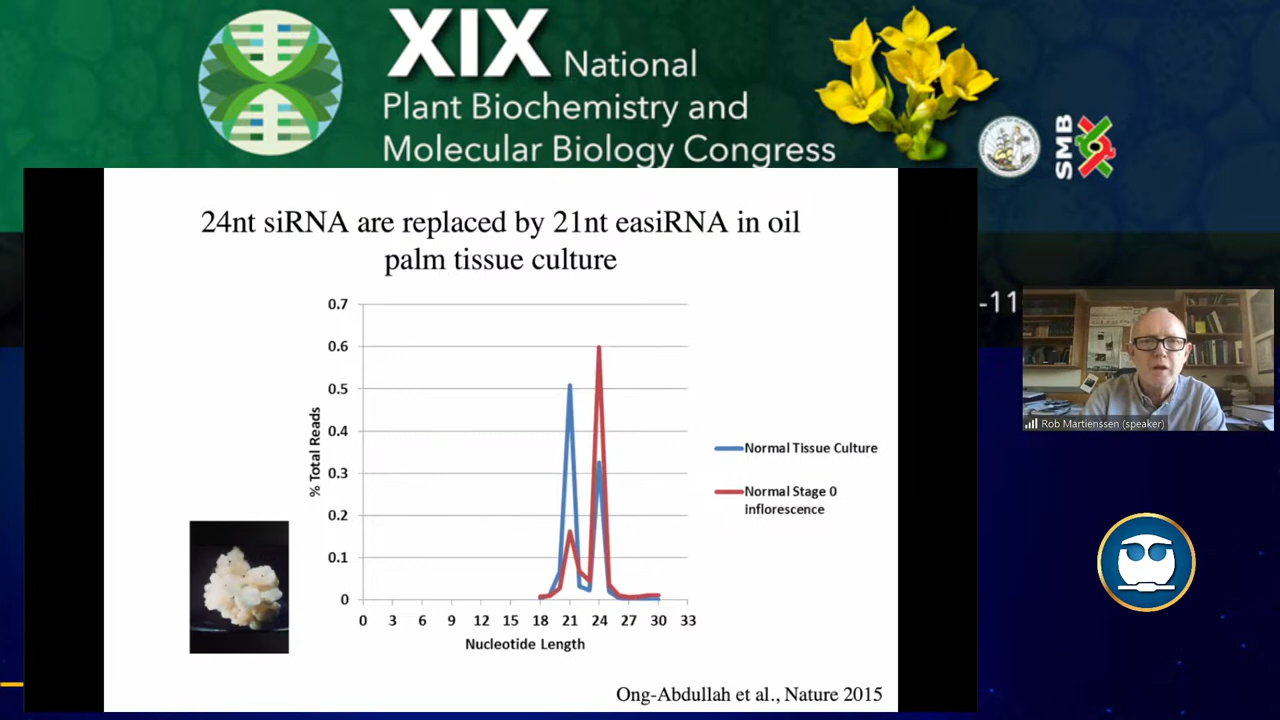 XIX National
Plant Biochemistry and
Molecular Biology Congress
SMB
-11
24nt siRNA are replaced by 21nt easiRNA in oil
palm tissue culture
% Total Reads
0.7
0.6
0.5
0.4
0.3
0.2
0.1
0
0 3 6 9 12 15 18 21 24 27 30 33
Nucleotide Length
Normal Tissue Culture
Normal Stage 0
inflorescence
Ong-Abdullah et al., Nature 2015
Rob Martienssen (speaker)